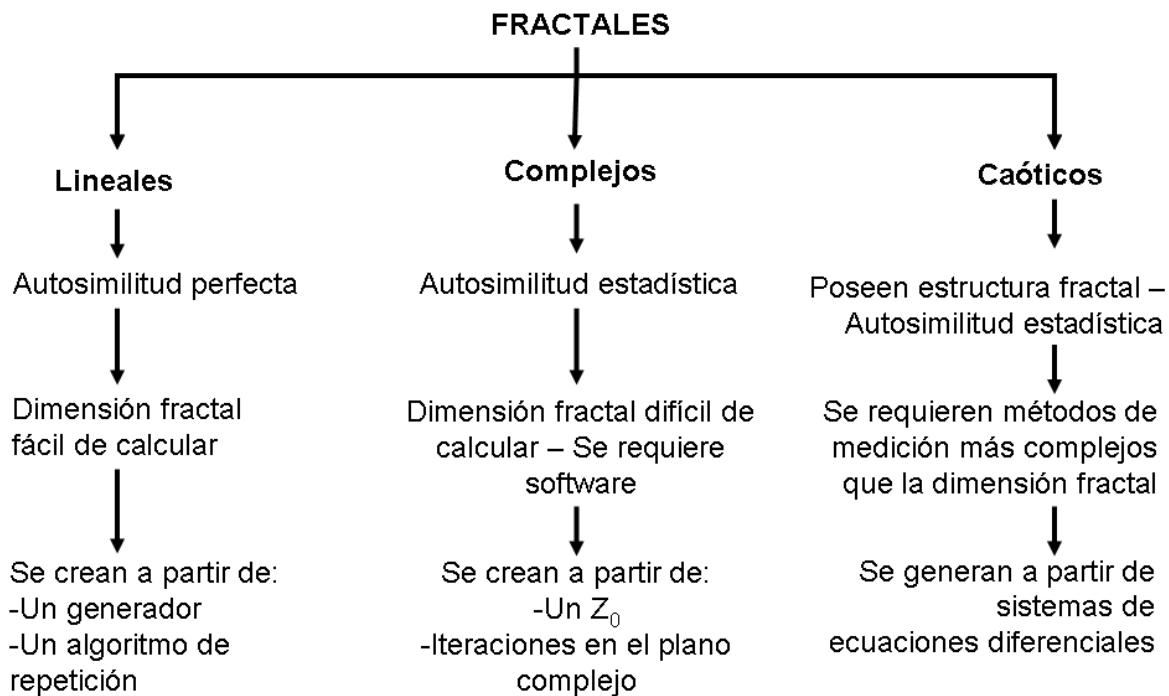 FRACTALES
Lineales
Autosimilitud perfecta
Dimensión fractal
fácil de calcular
Se crean a partir de:
-Un generador
-Un algoritmo de
repetición
Complejos
Autosimilitud estadística
Dimensión fractal difícil de
calcular – Se requiere
software
Se crean a partir de:
-Un Z₀
-Iteraciones en el plano
complejo
Caóticos
Poseen estructura fractal –
Autosimilitud estadística
Se requieren métodos de
medición más complejos
que la dimensión fractal
Se generan a partir de
sistemas de
ecuaciones diferenciales